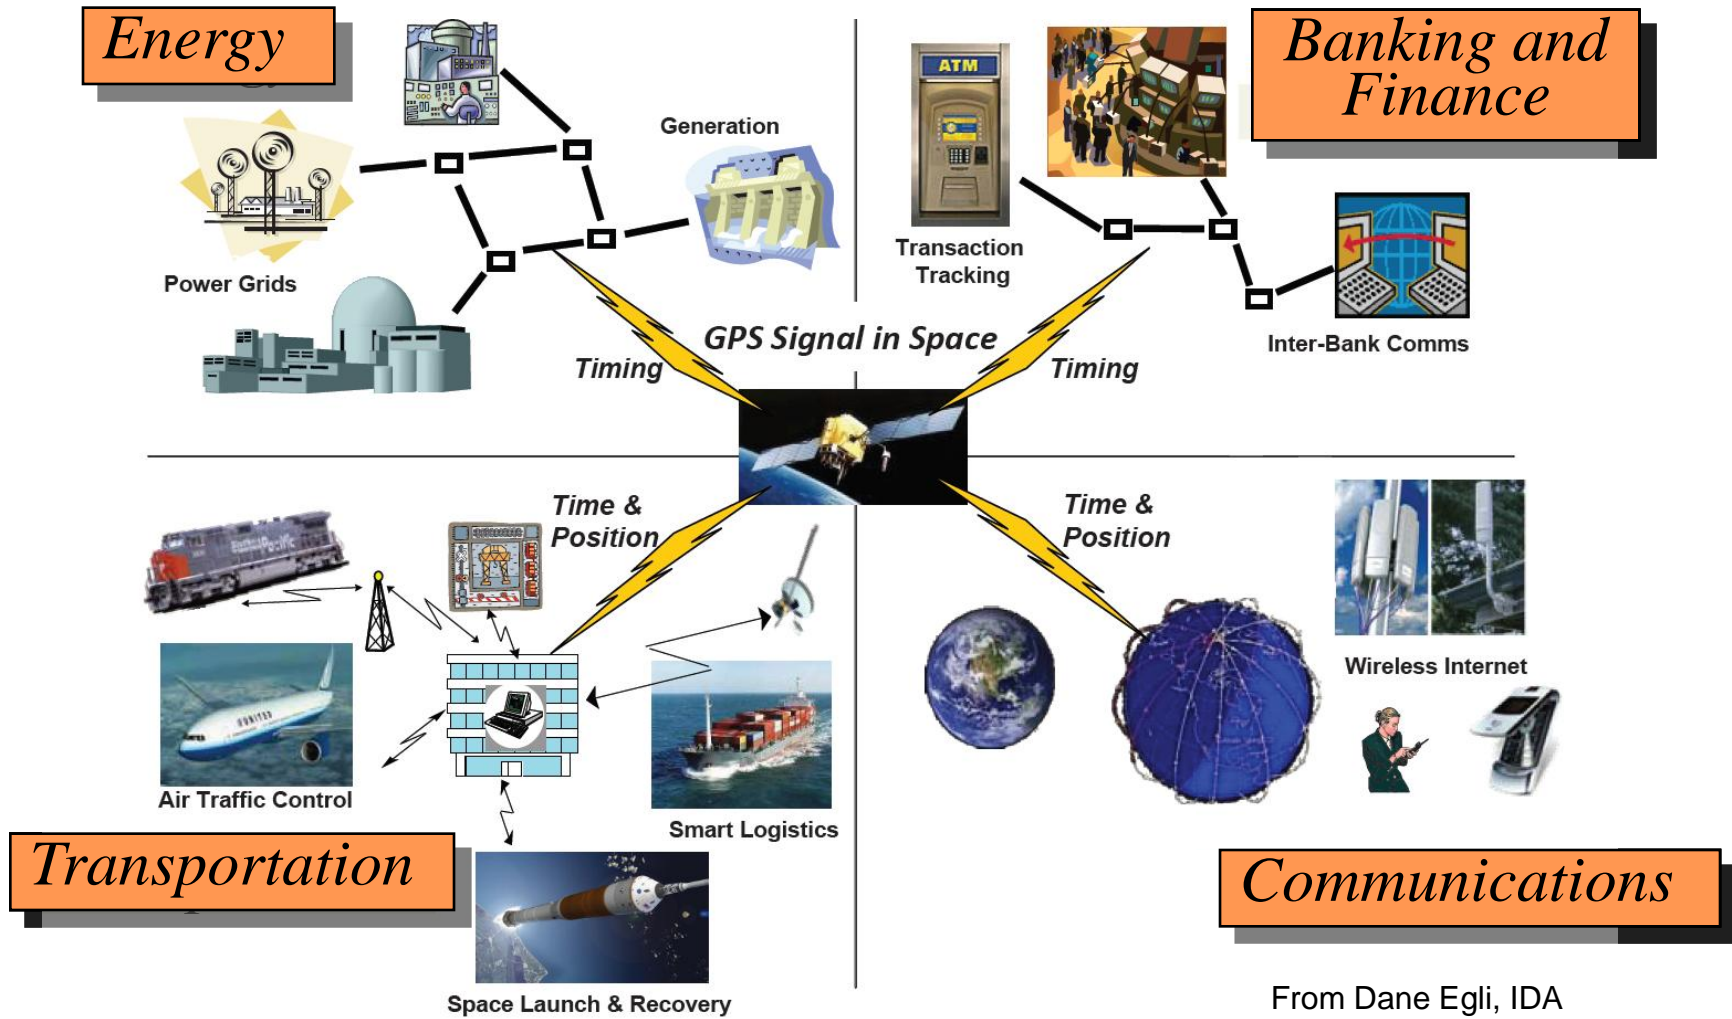 Energy
Generation
Power Grids
Banking and
Finance
ATM
Transaction
Tracking
Inter-Bank Comms
GPS Signal in Space
Timing
Timing
Time &
Position
Time &
Position
UNITED
Air Traffic Control
Smart Logistics
Transportation
Space Launch & Recovery
Wireless Internet
Communications
From Dane Egli, IDA